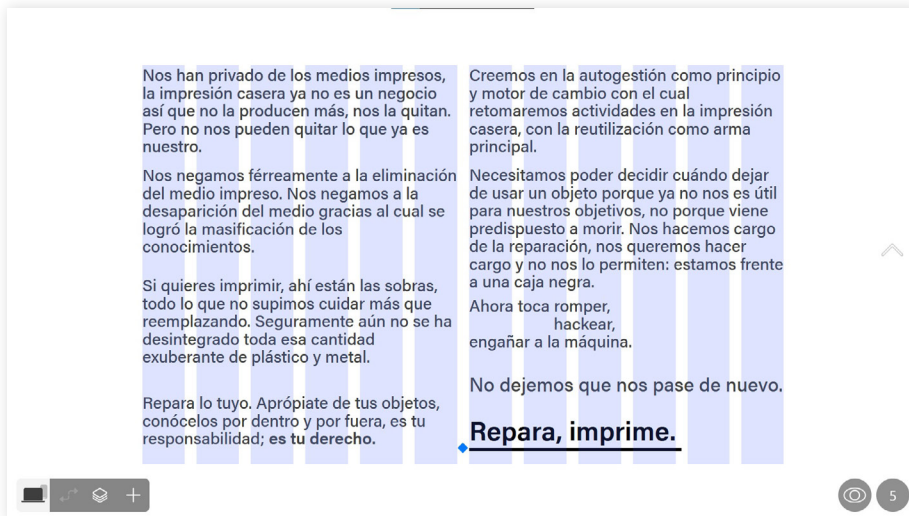 Nos han privado de los medios impresos,
la impresión casera ya no es un negocio
así que no la producen más, nos la quitan.
Pero no nos pueden quitar lo que ya es
nuestro.
Nos negamos férreamente a la eliminación
del medio impreso. Nos negamos a la
desaparición del medio gracias al cual se
logró la masificación de los
conocimientos.
Si quieres imprimir, ahí están las sobras,
todo lo que no supimos cuidar más que
reemplazando. Seguramente aún no se ha
desintegrado toda esa cantidad
exuberante de plástico y metal.
Repara lo tuyo. Aprópiate de tus objetos,
conócelos por dentro y por fuera, es tu
responsabilidad; es tu derecho.
Creemos en la autogestión como principio
y motor de cambio con el cual
retomaremos actividades en la impresión
casera, con la reutilización como arma
principal.
Necesitamos poder decidir cuándo dejar
de usar un objeto porque ya no nos es útil
para nuestros objetivos, no porque viene
predispuesto a morir. Nos hacemos cargo
de la reparación, nos queremos hacer
cargo y no nos lo permiten: estamos frente
a una caja negra.
Ahora toca romper,
hackear,
engañar a la máquina.
No dejemos que nos pase de nuevo.
Repara, imprime.
5